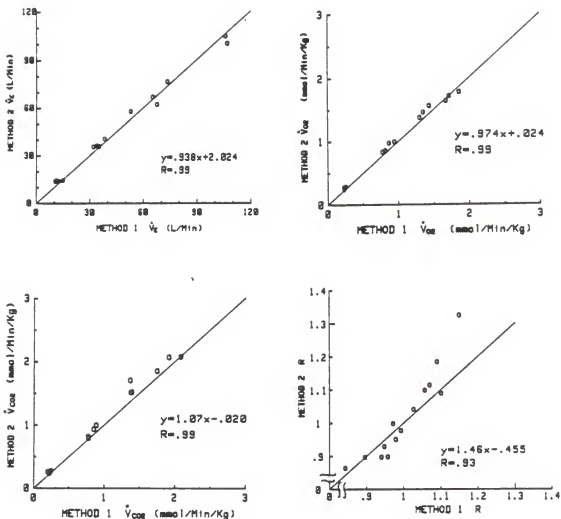 120
90
60
30
0
METHOD 2 V̇E (L/Min)
y=.938x+2.024
R=.99
0 30 60 90 120
METHOD 1 V̇E (L/Min)
3
2
1
0
METHOD 2 V̇O2 (mmol/Min/Kg)
y=.974x+.024
R=.99
0 1 2 3
METHOD 1 V̇O2 (mmol/Min/Kg)
3
2
1
0
METHOD 2 V̇CO2 (mmol/Min/Kg)
y=1.07x-.020
R=.99
0 1 2 3
METHOD 1 V̇CO2 (mmol/Min/Kg)
1.4
1.3
1.2
1.1
1
.9
0
METHOD 2 R
y=1.46x-.455
R=.93
0 .9 1 1.1 1.2 1.3 1.4
METHOD 1 R